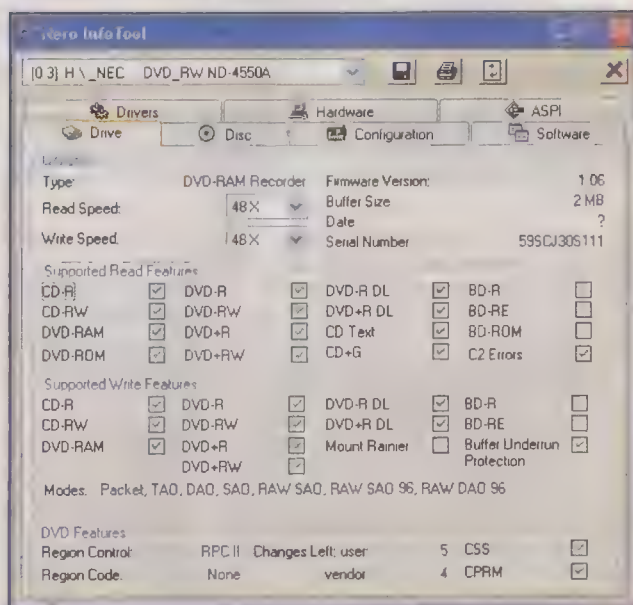 Nero InfoTool
[0 3] H \ _NEC DVD_RW ND-4550A
Drivers Hardware ASPI
Drive Disc Configuration Software
Type: DVD-RAM Recorder Firmware Version: 1 06
Read Speed: 48X Buffer Size 2 MB
Date ?
Write Speed. 48X Serial Number 59SCJ30S111
Supported Read Features
CD-R DVD-R DVD-R DL BD-R
CD-RW DVD-RW DVD+R DL BD-RE
DVD-RAM DVD+R CD Text BD-ROM
DVD-ROM DVD+RW CD+G C2 Errors
Supported Write Features
CD-R DVD-R DVD-R DL BD-R
CD-RW DVD-RW DVD+R DL BD-RE
DVD-RAM DVD+R Mount Rainier Buffer Underrun
DVD+RW Protection
Modes. Packet, TAO, DAO, SAO, RAW SAO, RAW SAO 96, RAW DAO 96
DVD Features
Region Control: RPC II Changes Left: user 5 CSS
Region Code. None vendor 4 CPRM